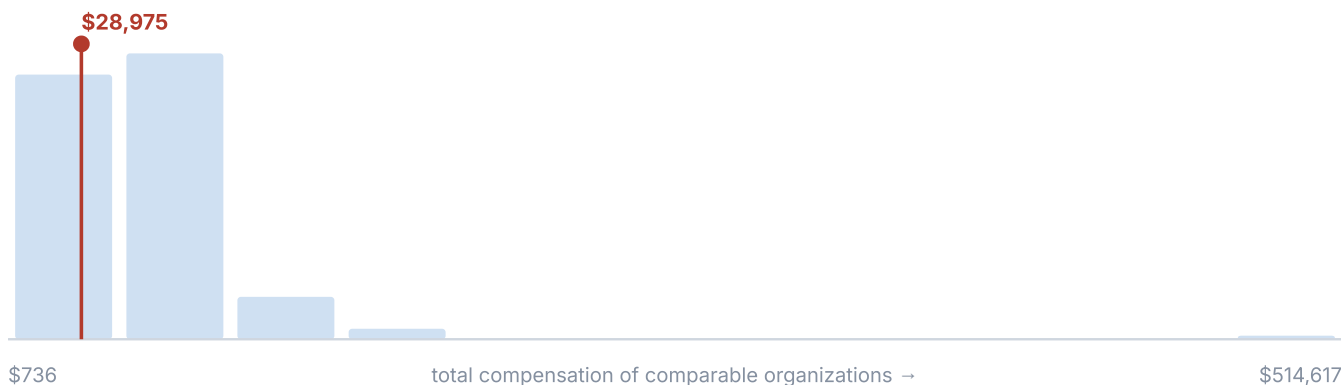 $28,975
$736
total compensation of comparable organizations →
$514,617